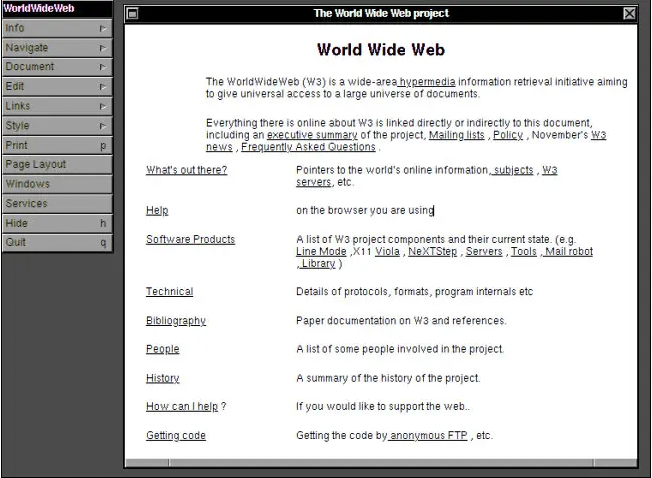 WorldWideWeb
Info
Navigate
Document
Edit
Links
Style
Print p
Page Layout
Windows
Services
Hide h
Quit q
The World Wide Web project
World Wide Web
The WorldWideWeb (W3) is a wide-area hypermedia information retrieval initiative aiming
to give universal access to a large universe of documents.
Everything there is online about W3 is linked directly or indirectly to this document,
including an executive summary of the project, Mailing lists , Policy , November's W3
news , Frequently Asked Questions .
What's out there? Pointers to the world's online information, subjects , W3
servers, etc.
Help on the browser you are using
Software Products A list of W3 project components and their current state. (e.g.
Line Mode ,X11 Viola , NeXTStep , Servers , Tools , Mail robot
, Library )
Technical Details of protocols, formats, program internals etc
Bibliography Paper documentation on W3 and references.
People A list of some people involved in the project.
History A summary of the history of the project.
How can I help ? If you would like to support the web..
Getting code Getting the code by anonymous FTP , etc.